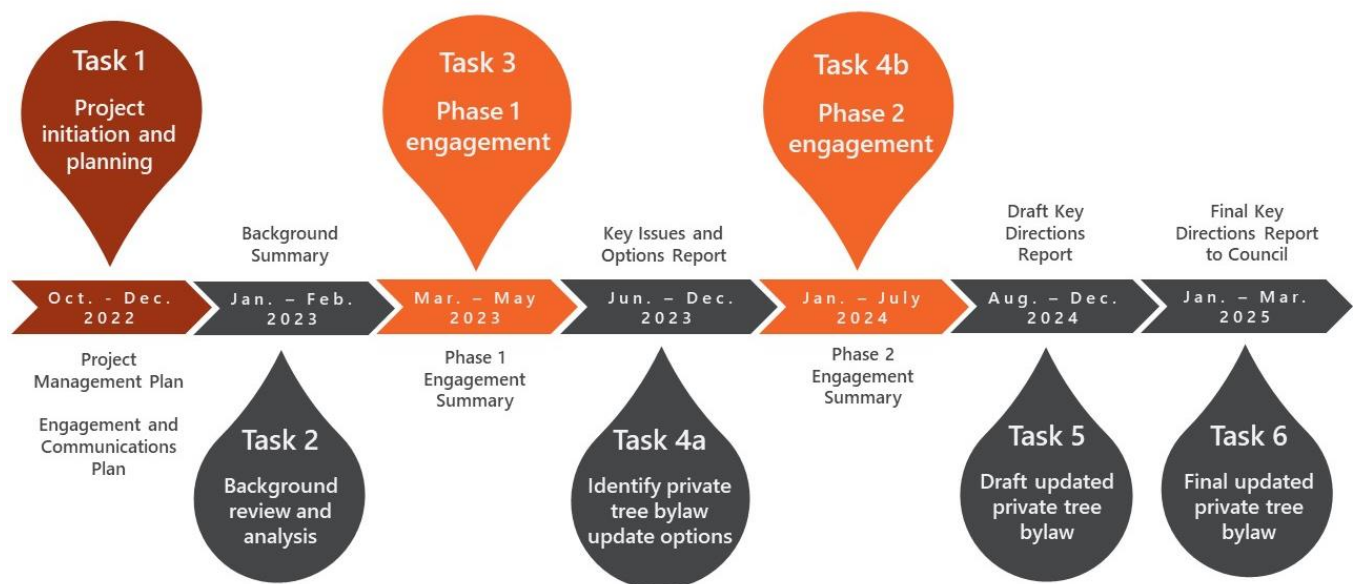 Task 1
Project
initiation and
planning
Task 3
Phase 1
engagement
Task 4b
Phase 2
engagement
Background
Summary
Key Issues and
Options Report
Draft Key
Directions
Report
Final Key
Directions Report
to Council
Oct. - Dec.
2022
Jan. – Feb.
2023
Mar. – May
2023
Jun. – Dec.
2023
Jan. – July
2024
Aug. – Dec.
2024
Jan. – Mar.
2025
Project
Management Plan
Engagement and
Communications
Plan
Phase 1
Engagement
Summary
Phase 2
Engagement
Summary
Task 2
Background
review and
analysis
Task 4a
Identify private
tree bylaw
update options
Task 5
Draft updated
private tree
bylaw
Task 6
Final updated
private tree
bylaw